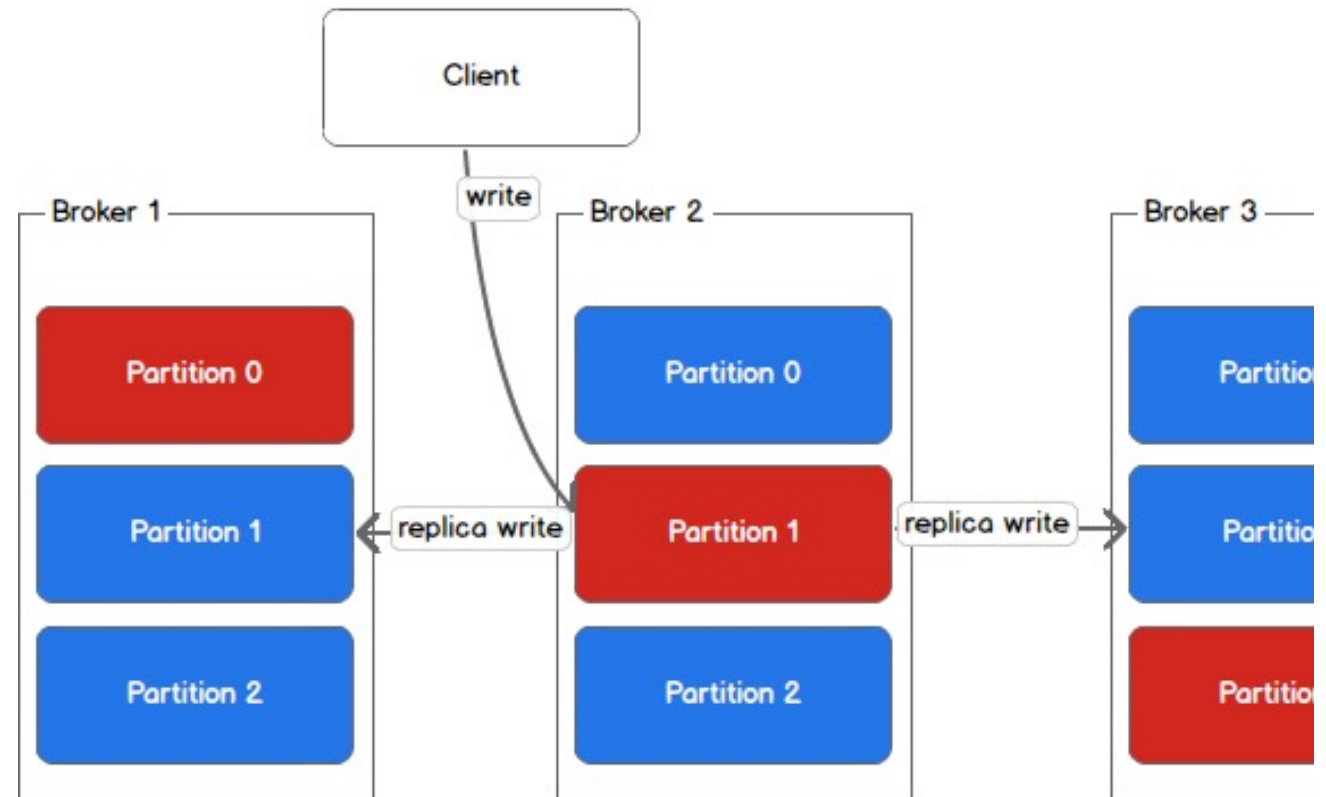 Client
write
Broker 1
Broker 2
Broker 3
Partition 0
Partition 0
Partition 1
replica write
Partition 1
replica write
Partition 2
Partition 2